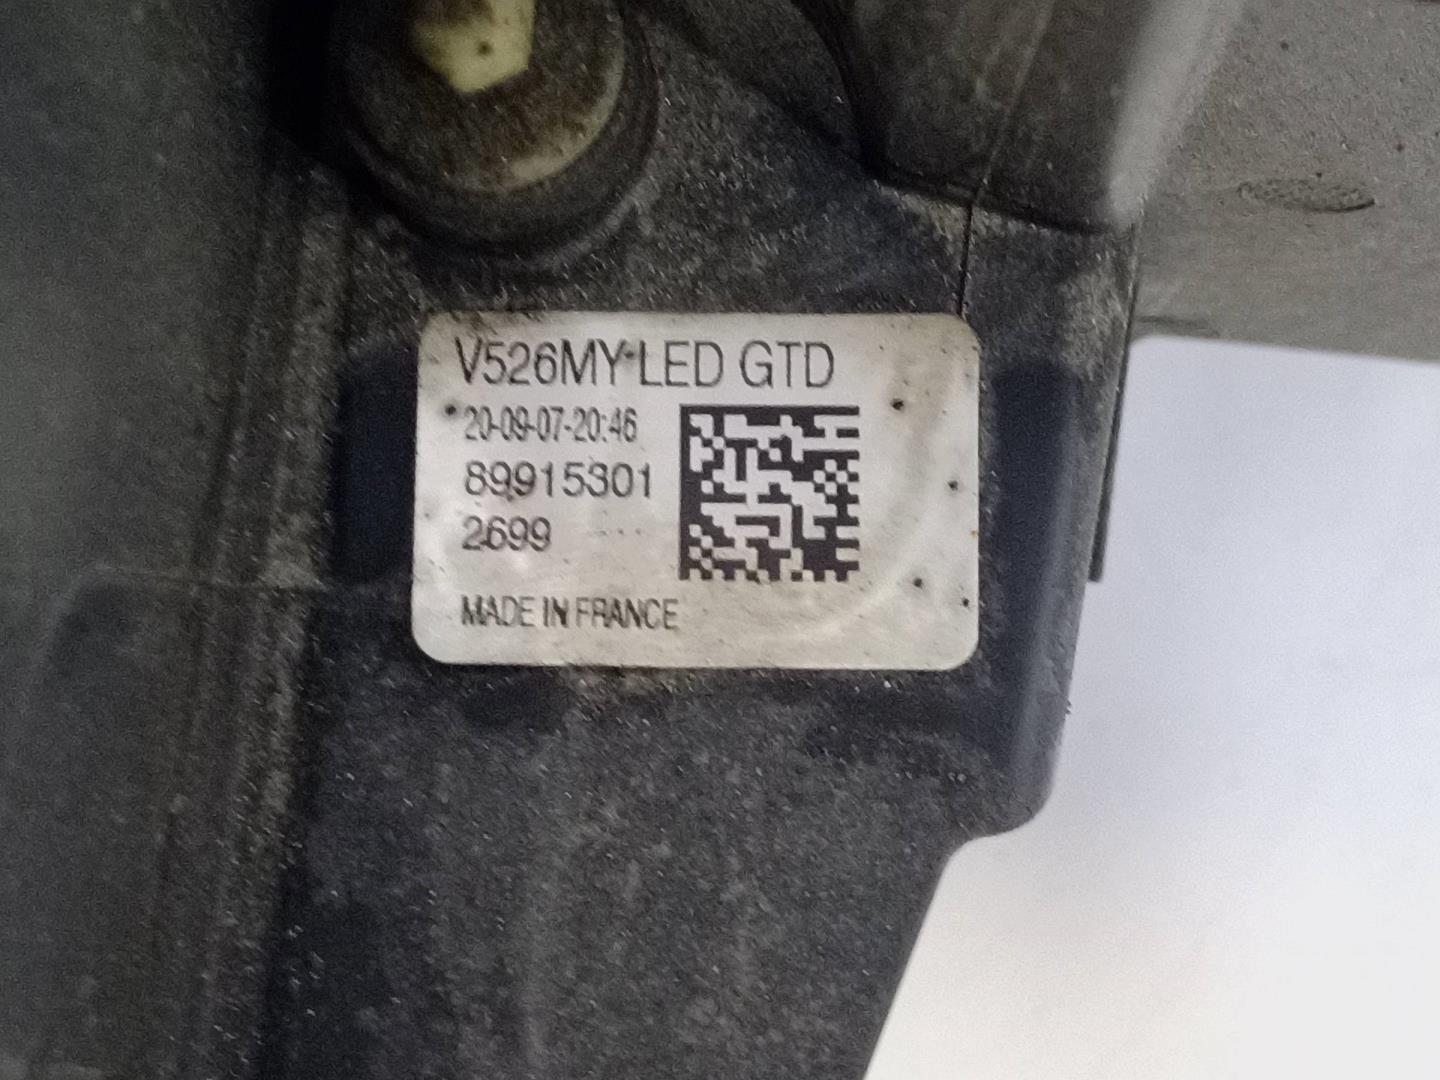 V526MY LED GTD
20-09-07-20:46
89915301
2699
MADE IN FRANCE